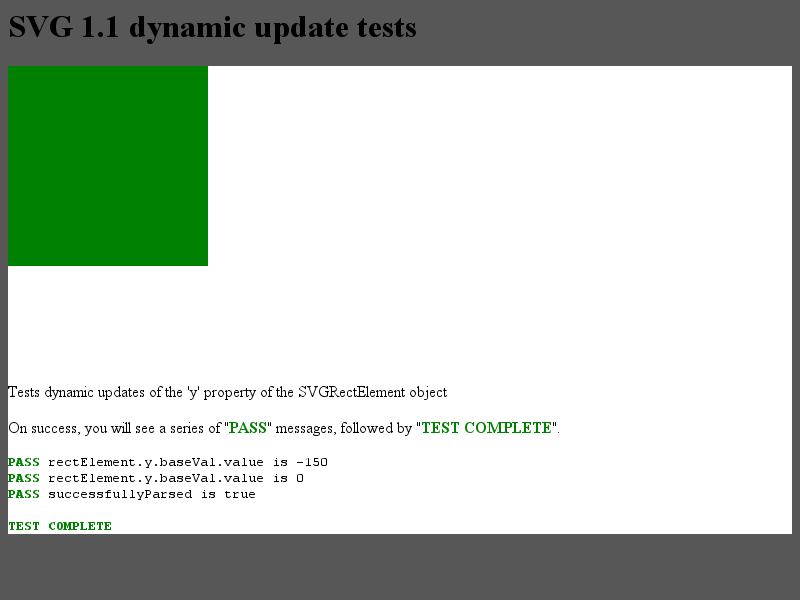 SVG 1.1 dynamic update tests
Tests dynamic updates of the 'y' property of the SVGRectElement object
On success, you will see a series of "PASS" messages, followed by "TEST COMPLETE".
PASS rectElement.y.baseVal.value is -150
PASS rectElement.y.baseVal.value is 0
PASS successfullyParsed is true
TEST COMPLETE